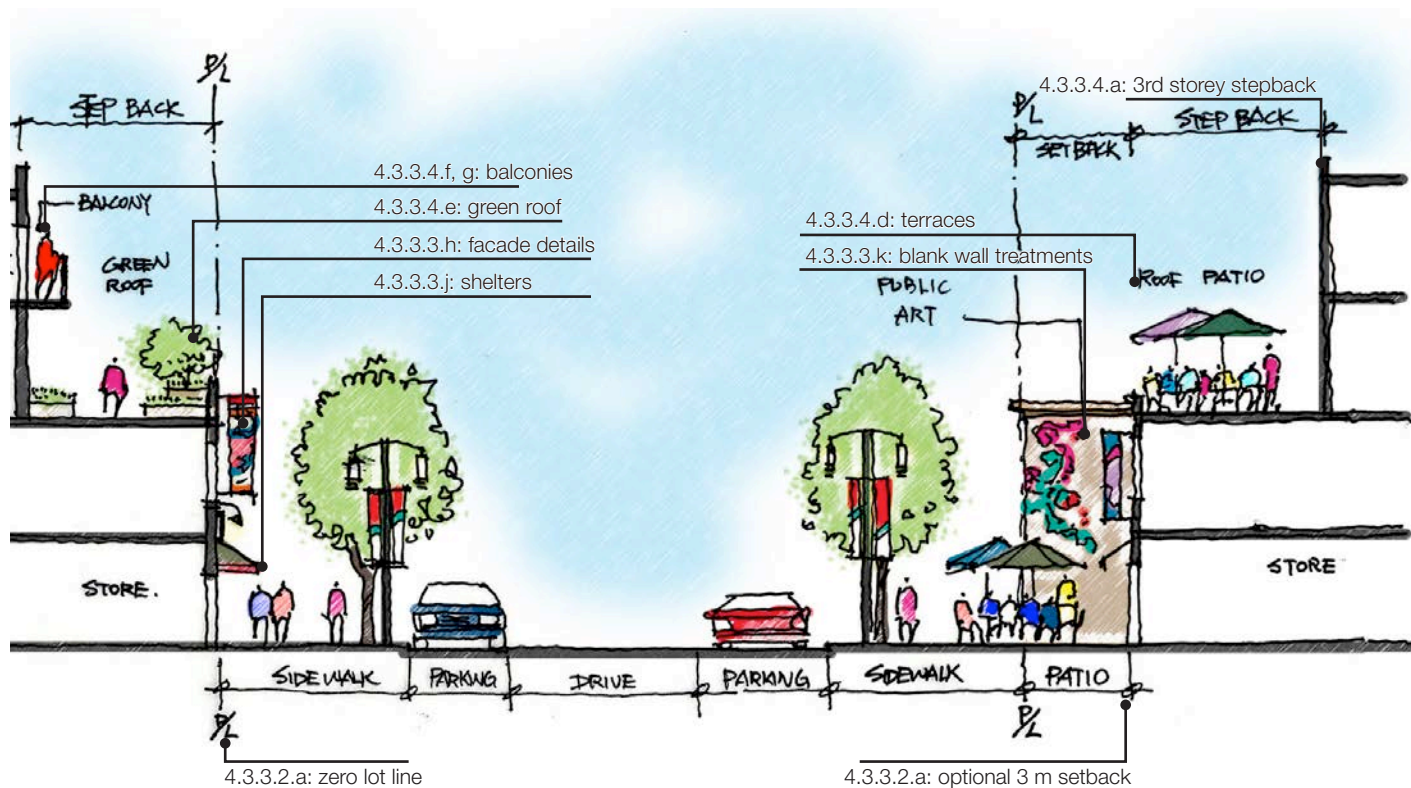 P/L
STEP BACK
4.3.3.4.a: 3rd storey stepback
P/L
STEP BACK
SETBACK
4.3.3.4.f, g: balconies
BALCONY
4.3.3.4.e: green roof
4.3.3.4.d: terraces
4.3.3.3.h: facade details
4.3.3.3.k: blank wall treatments
GREEN
ROOF
4.3.3.3.j: shelters
PUBLIC
ART
ROOF PATIO
STORE.
STORE
SIDEWALK
PARKING
DRIVE
PARKING
SIDEWALK
PATIO
P/L
P/L
4.3.3.2.a: zero lot line
4.3.3.2.a: optional 3 m setback